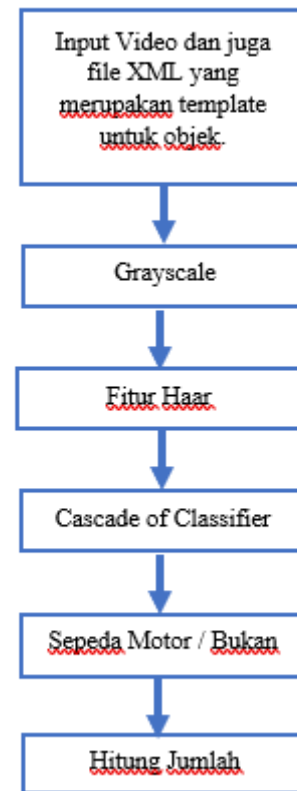 Input Video dan juga
file XML yang
merupakan template
untuk objek.
Grayscale
Fitur Haar
Cascade of Classifier
Sepeda Motor / Bukan
Hitung Jumlah